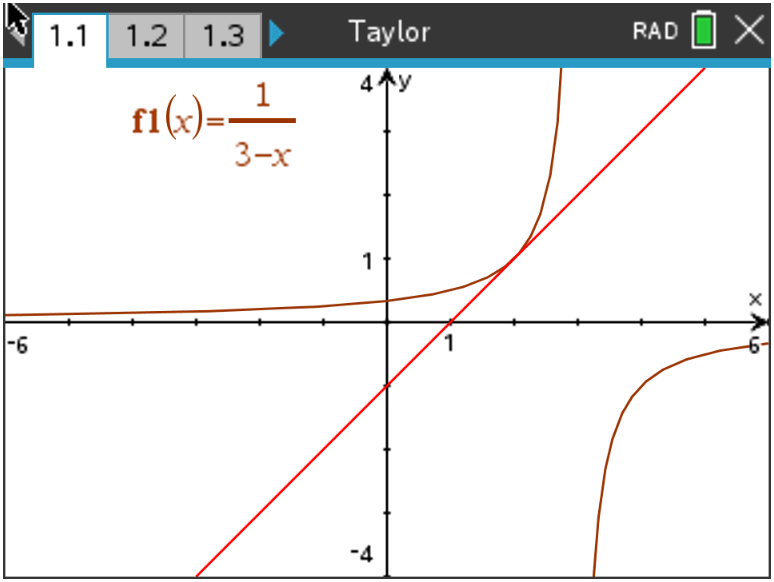 1.1 1.2 1.3 Taylor RAD
f1(x)=1/(3−x)
4 y
1
x
-6 1 6
-4